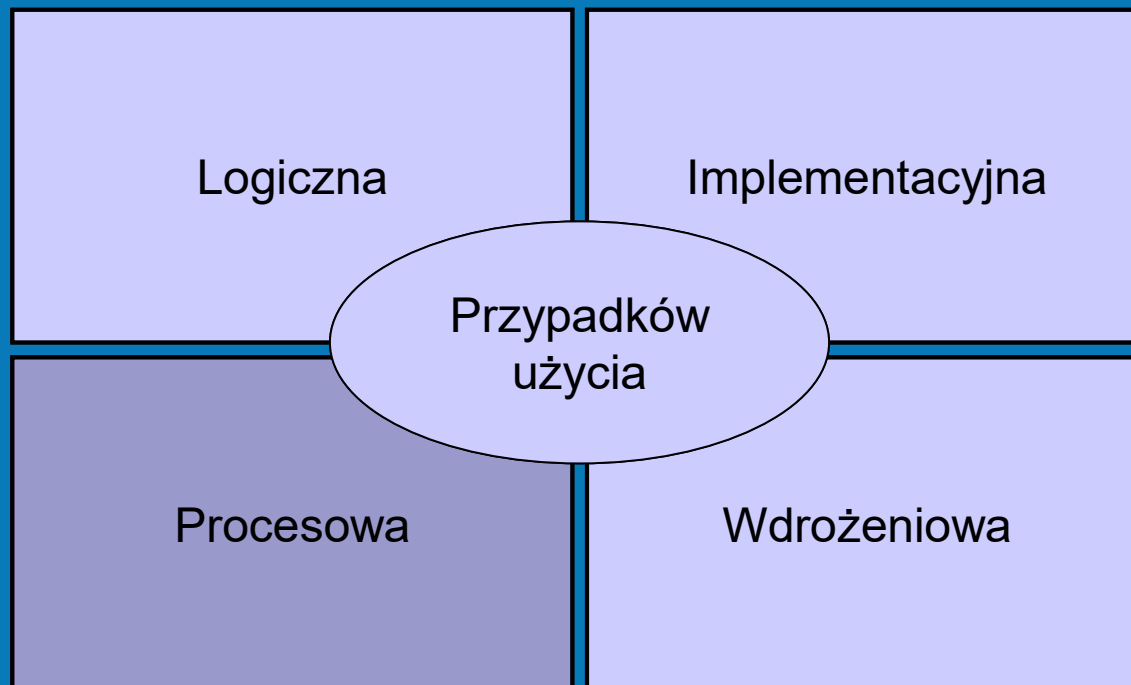 Logiczna
Implementacyjna
Przypadków
użycia
Procesowa
Wdrożeniowa